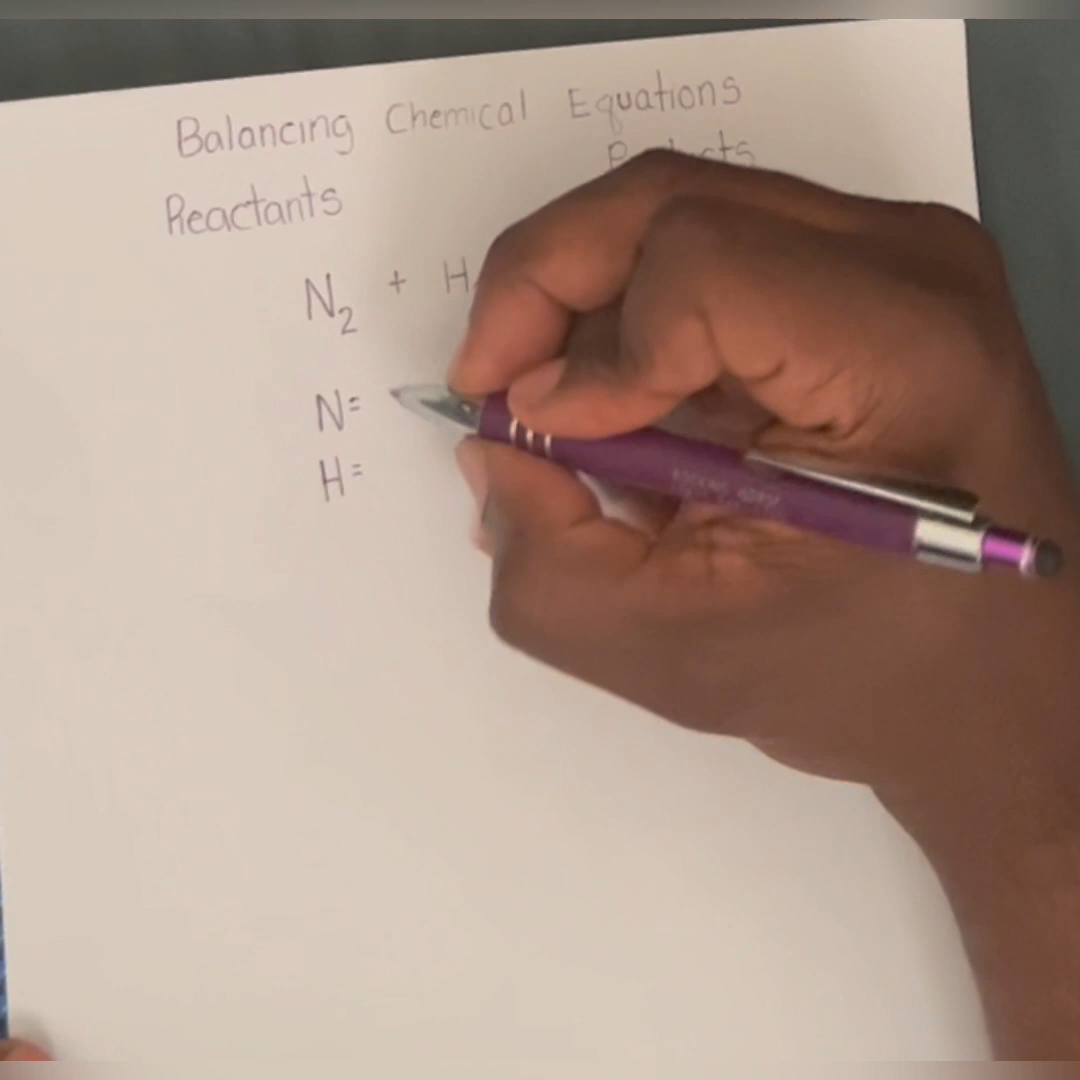 Balancing Chemical Equations
Reactants
N₂ + H
N=
H=